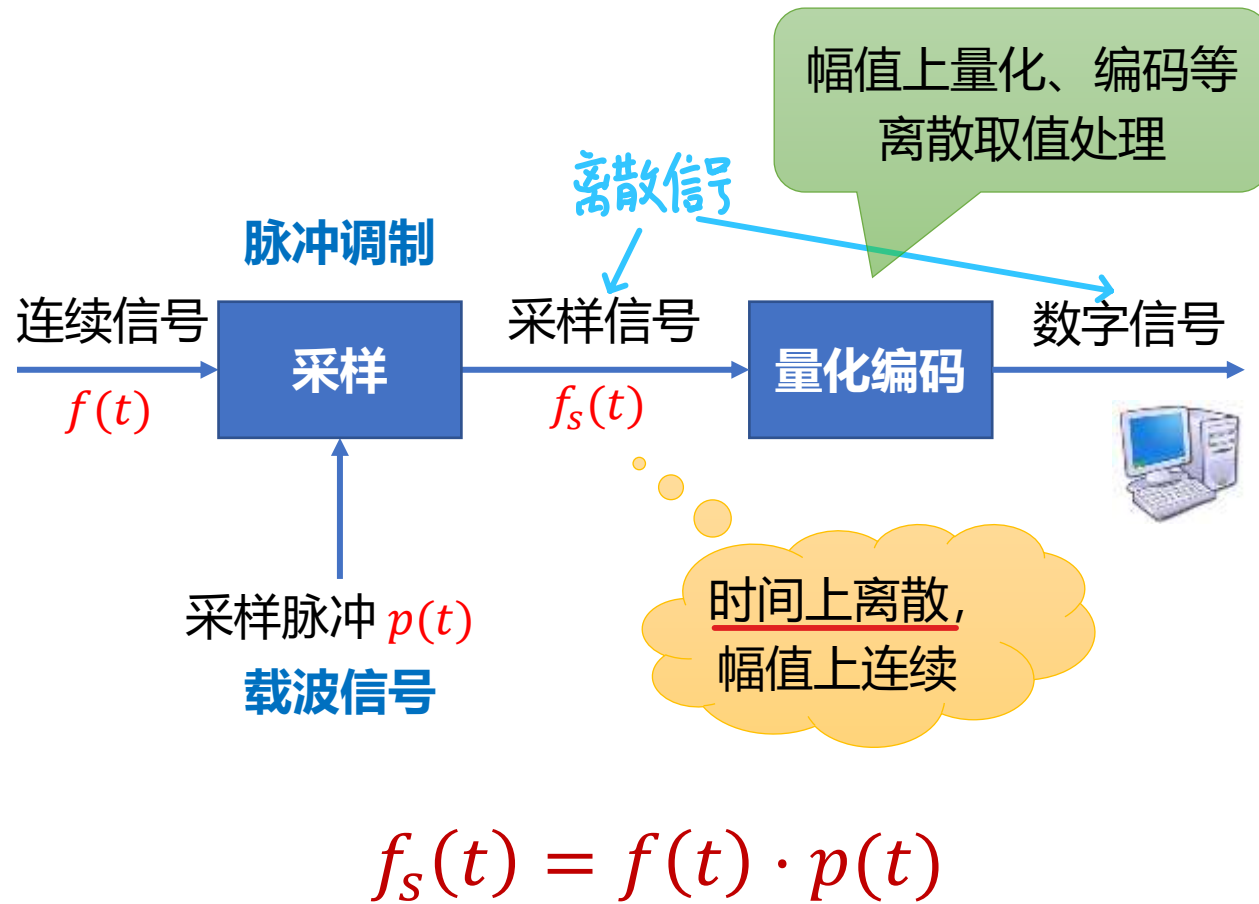 幅值上量化、编码等
离散取值处理
离散信号
脉冲调制
连续信号
采样
采样信号
量化编码
数字信号
f(t)
fₛ(t)
采样脉冲 p(t)
载波信号
时间上离散,
幅值上连续
fₛ(t) = f(t) · p(t)